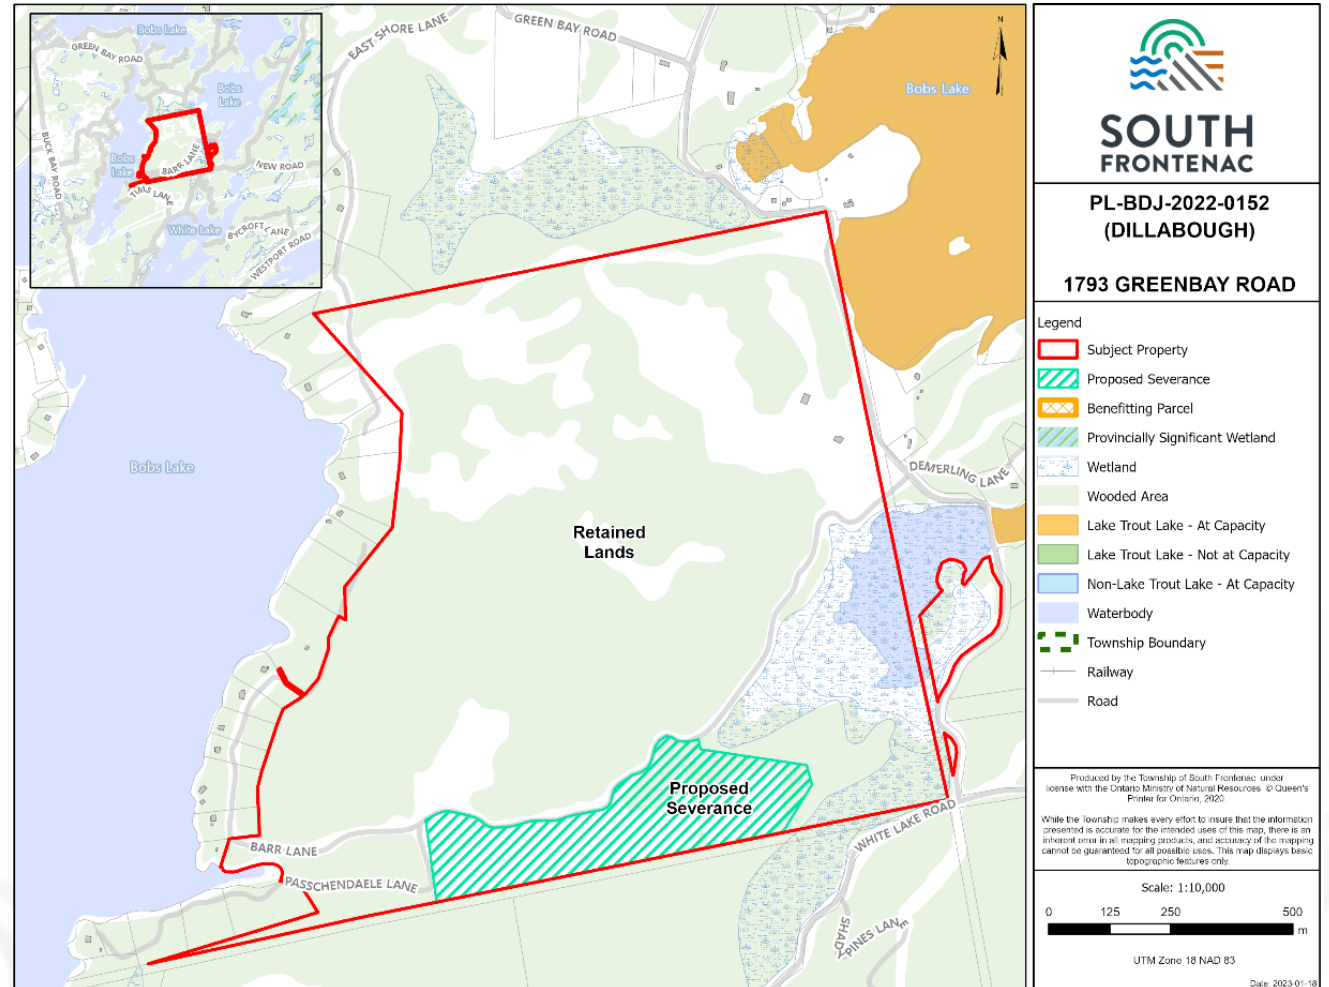 Bobs Lake
GREEN BAY ROAD
Bobs
Lake
BUCK BAY ROAD
Bobs
Lake
BARR LANE
NEW ROAD
TIMS LANE
White Lake
BYCROFT LANE
WESTPORT ROAD
EAST SHORE LANE
GREEN BAY ROAD
N
Bobs Lake
Bobs Lake
DEMERLING LANE
Retained
Lands
Proposed
Severance
WHITE LAKE ROAD
BARR LANE
PASSCHENDAELE LANE
SHADY
PINES LANE
SOUTH
FRONTENAC
PL-BDJ-2022-0152
(DILLABOUGH)
1793 GREENBAY ROAD
Legend
Subject Property
Proposed Severance
Benefitting Parcel
Provincially Significant Wetland
Wetland
Wooded Area
Lake Trout Lake - At Capacity
Lake Trout Lake - Not at Capacity
Non-Lake Trout Lake - At Capacity
Waterbody
Township Boundary
Railway
Road
Produced by the Township of South Frontenac under
license with the Ontario Ministry of Natural Resources © Queen's
Printer for Ontario, 2020.
While the Township makes every effort to insure that the information
presented is accurate for the intended uses of this map, there is an
inherent error in all mapping products, and accuracy of the mapping
cannot be guaranteed for all possible uses. This map displays basic
topographic features only.
Scale: 1:10,000
0 125 250 500
m
UTM Zone 18 NAD 83
Date: 2023-01-18